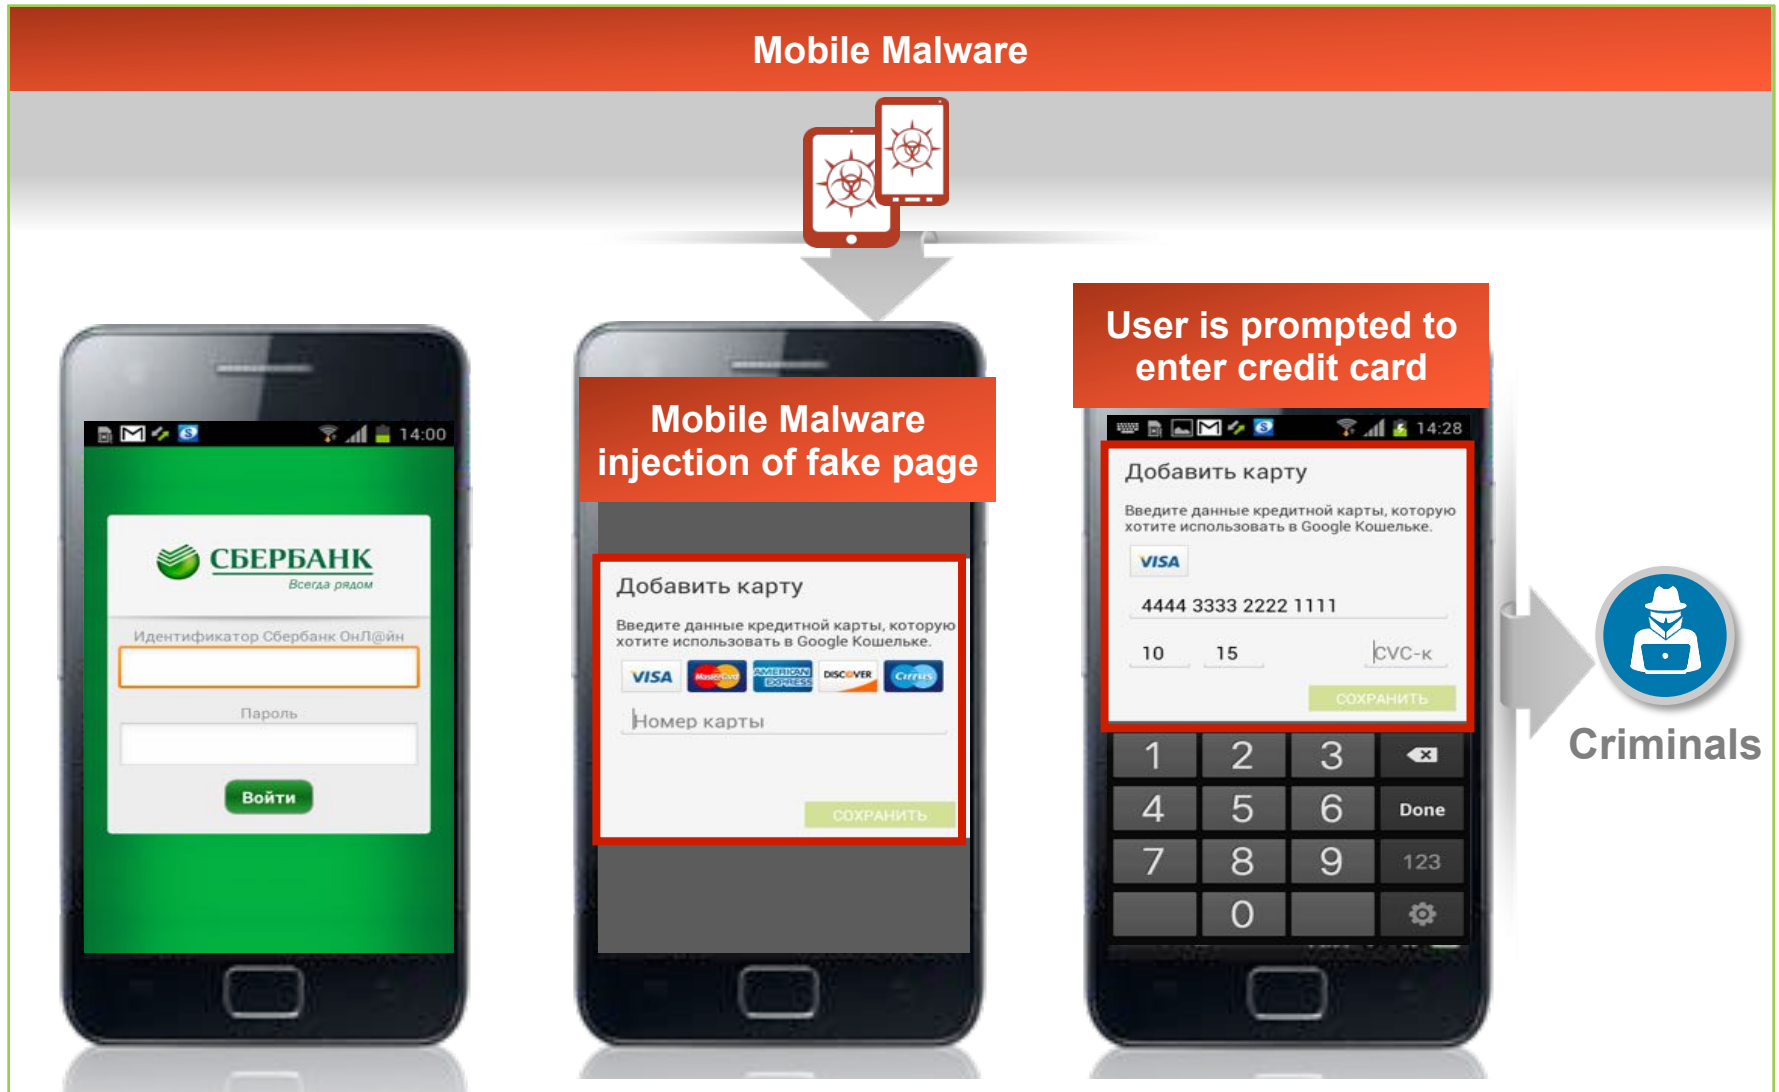 Mobile Malware
14:00
СБЕРБАНК
Всегда рядом
Идентификатор Сбербанк ОнЛ@йн
Пароль
Войти
Mobile Malware
injection of fake page
Добавить карту
Введите данные кредитной карты, которую
хотите использовать в Google Кошельке.
VISA MasterCard AMERICAN EXPRESS DISCOVER Cirrus
Номер карты
СОХРАНИТЬ
User is prompted to
enter credit card
14:28
Добавить карту
Введите данные кредитной карты, которую
хотите использовать в Google Кошельке.
VISA
4444 3333 2222 1111
10 15 CVC-к
СОХРАНИТЬ
1 2 3
4 5 6 Done
7 8 9 123
0
Criminals